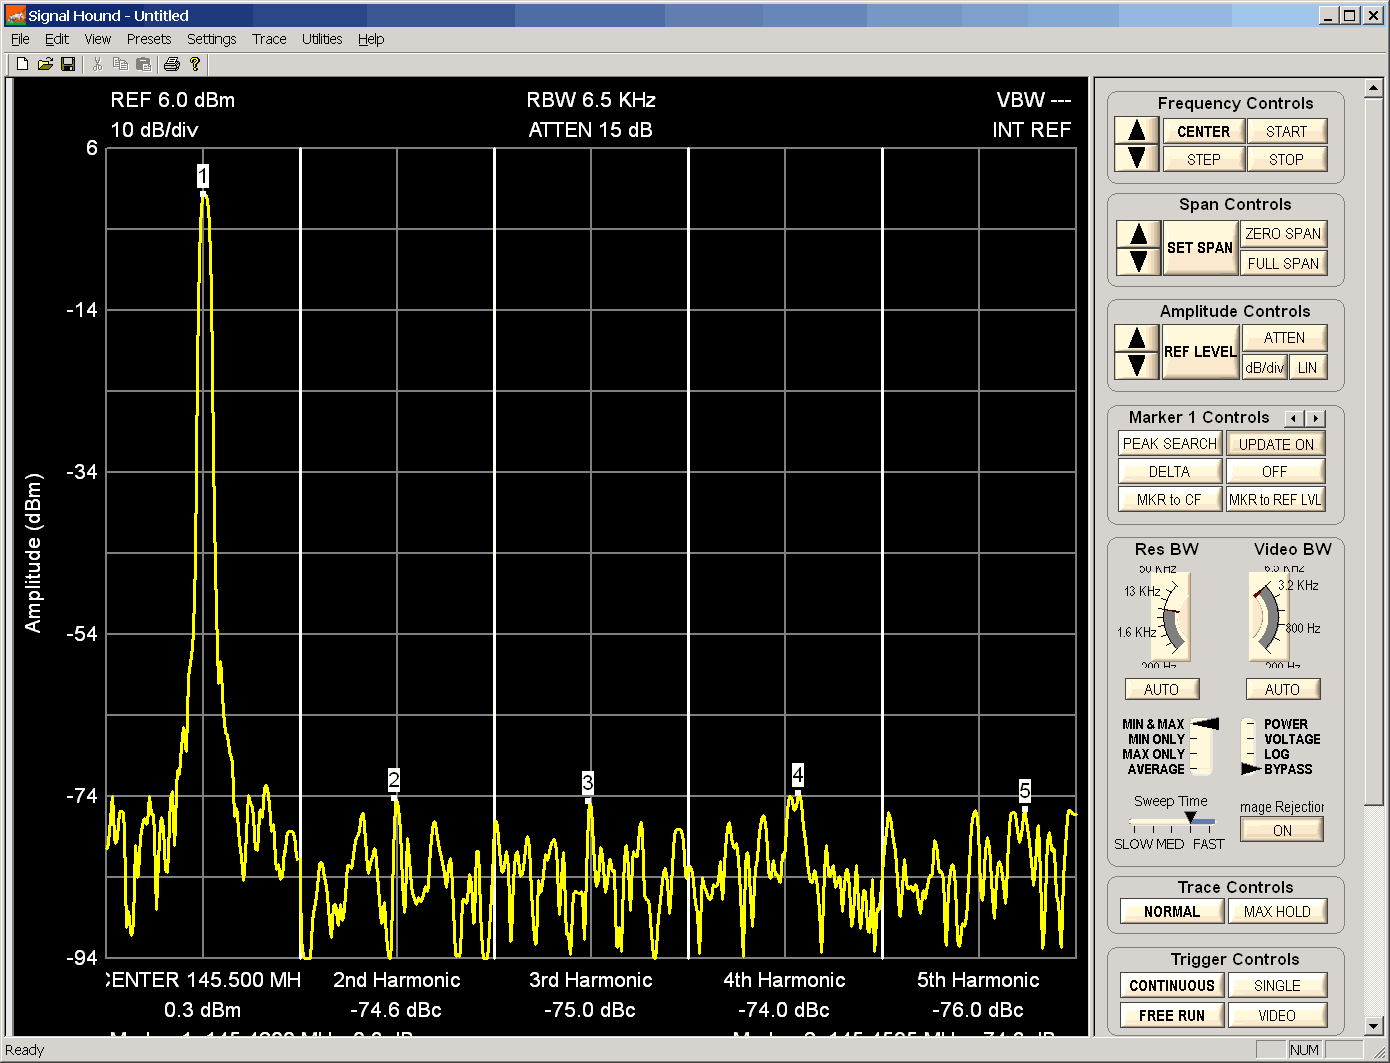 Signal Hound - Untitled
File Edit View Presets Settings Trace Utilities Help
REF 6.0 dBm RBW 6.5 KHz VBW ---
10 dB/div ATTEN 15 dB INT REF
6
-14
-34
-54
-74
-94
Amplitude (dBm)
1
2
3
4
5
CENTER 145.500 MH 2nd Harmonic 3rd Harmonic 4th Harmonic 5th Harmonic
0.3 dBm -74.6 dBc -75.0 dBc -74.0 dBc -76.0 dBc
Frequency Controls
CENTER START
STEP STOP
Span Controls
SET SPAN ZERO SPAN
FULL SPAN
Amplitude Controls
REF LEVEL ATTEN
dB/div LIN
Marker 1 Controls
PEAK SEARCH UPDATE ON
DELTA OFF
MKR to CF MKR to REF LVL
Res BW Video BW
50 KHz 6.5 KHz
13 KHz 3.2 KHz
1.6 KHz 800 Hz
200 Hz 200 Hz
AUTO AUTO
MIN & MAX POWER
MIN ONLY VOLTAGE
MAX ONLY LOG
AVERAGE BYPASS
Sweep Time mage Rejection
SLOW MED FAST ON
Trace Controls
NORMAL MAX HOLD
Trigger Controls
CONTINUOUS SINGLE
FREE RUN VIDEO
Ready NUM